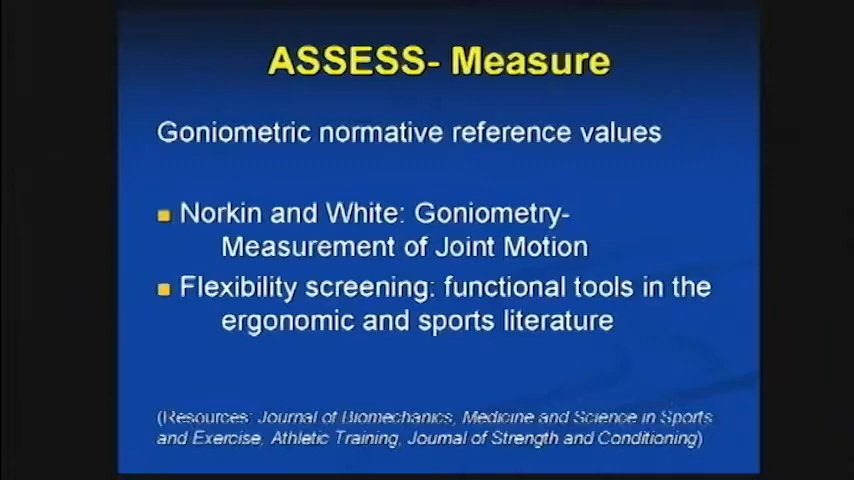 ASSESS- Measure
Goniometric normative reference values
Norkin and White: Goniometry-
Measurement of Joint Motion
Flexibility screening: functional tools in the
ergonomic and sports literature
(Resources: Journal of Biomechanics, Medicine and Science in Sports
and Exercise, Athletic Training, Journal of Strength and Conditioning)